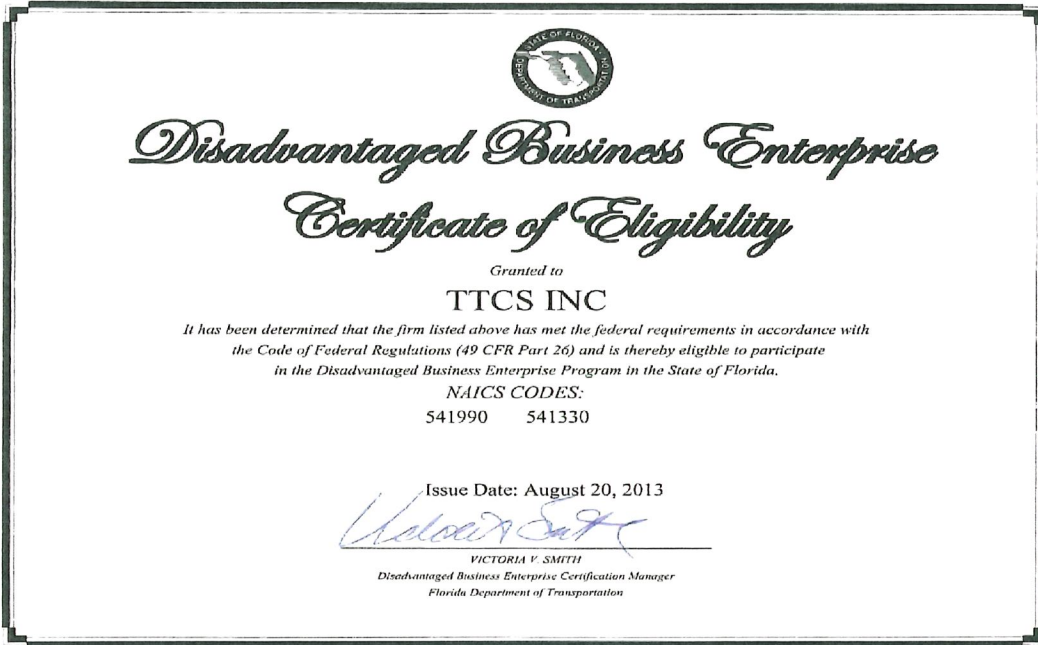 STATE OF FLORIDA
DEPARTMENT OF TRANSPORTATION
Disadvantaged Business Enterprise
Certificate of Eligibility
Granted to
TTCS INC
It has been determined that the firm listed above has met the federal requirements in accordance with
the Code of Federal Regulations (49 CFR Part 26) and is thereby eligible to participate
in the Disadvantaged Business Enterprise Program in the State of Florida.
NAICS CODES:
541990 541330
Issue Date: August 20, 2013
VICTORIA V. SMITH
Disadvantaged Business Enterprise Certification Manager
Florida Department of Transportation